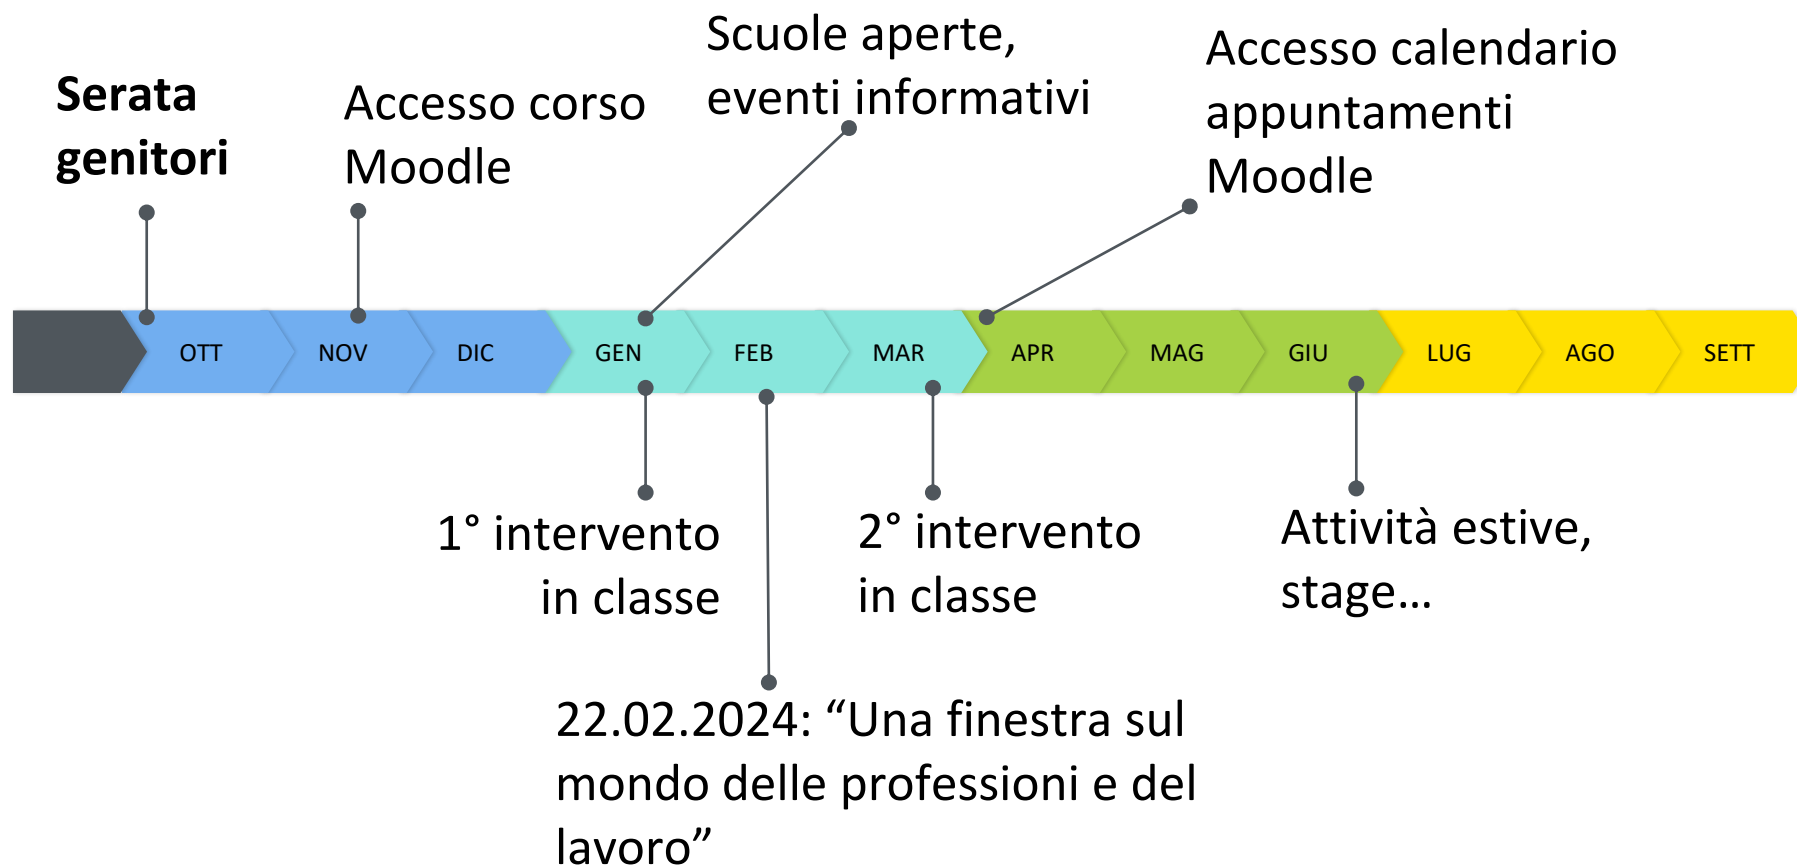 Serata
genitori
Accesso corso
Moodle
Scuole aperte,
eventi informativi
Accesso calendario
appuntamenti
Moodle
OTT
NOV
DIC
GEN
FEB
MAR
APR
MAG
GIU
LUG
AGO
SETT
1° intervento
in classe
2° intervento
in classe
Attività estive,
stage…
22.02.2024: “Una finestra sul
mondo delle professioni e del
lavoro”